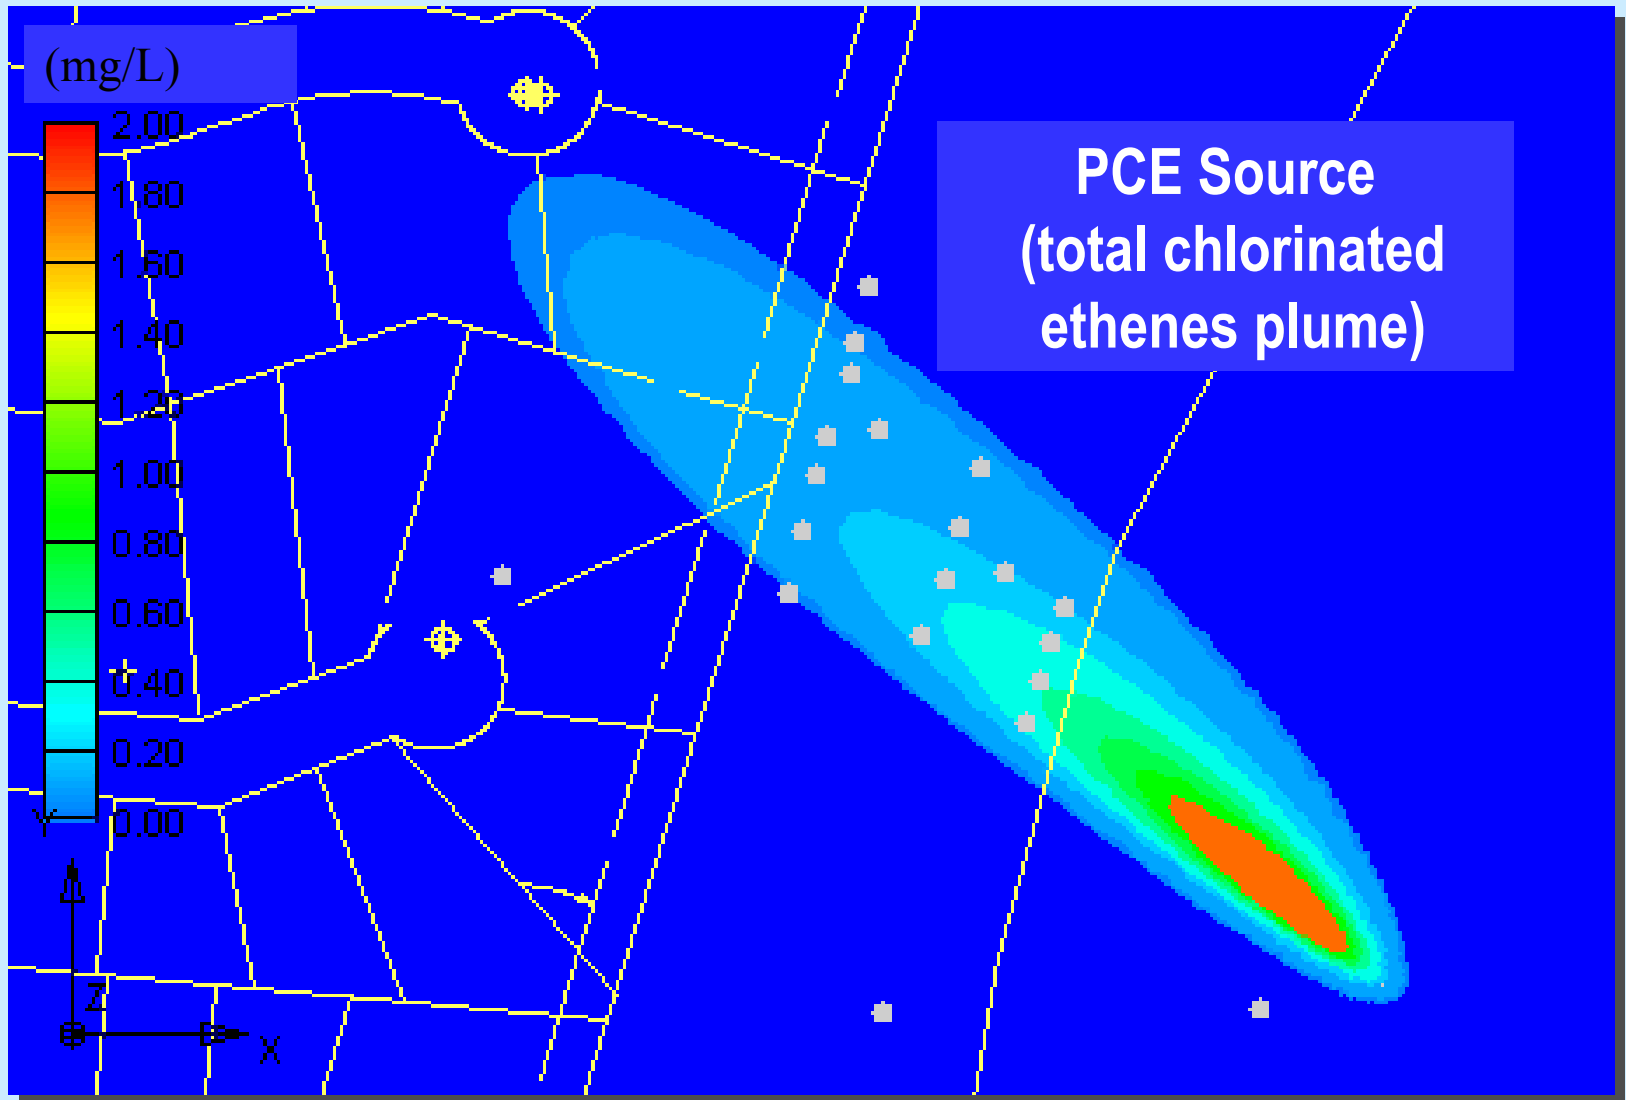 (mg/L)
2.00
1.80
1.60
1.40
1.20
1.00
0.80
0.60
0.40
0.20
0.00
PCE Source
(total chlorinated
ethenes plume)
Y
Z
X